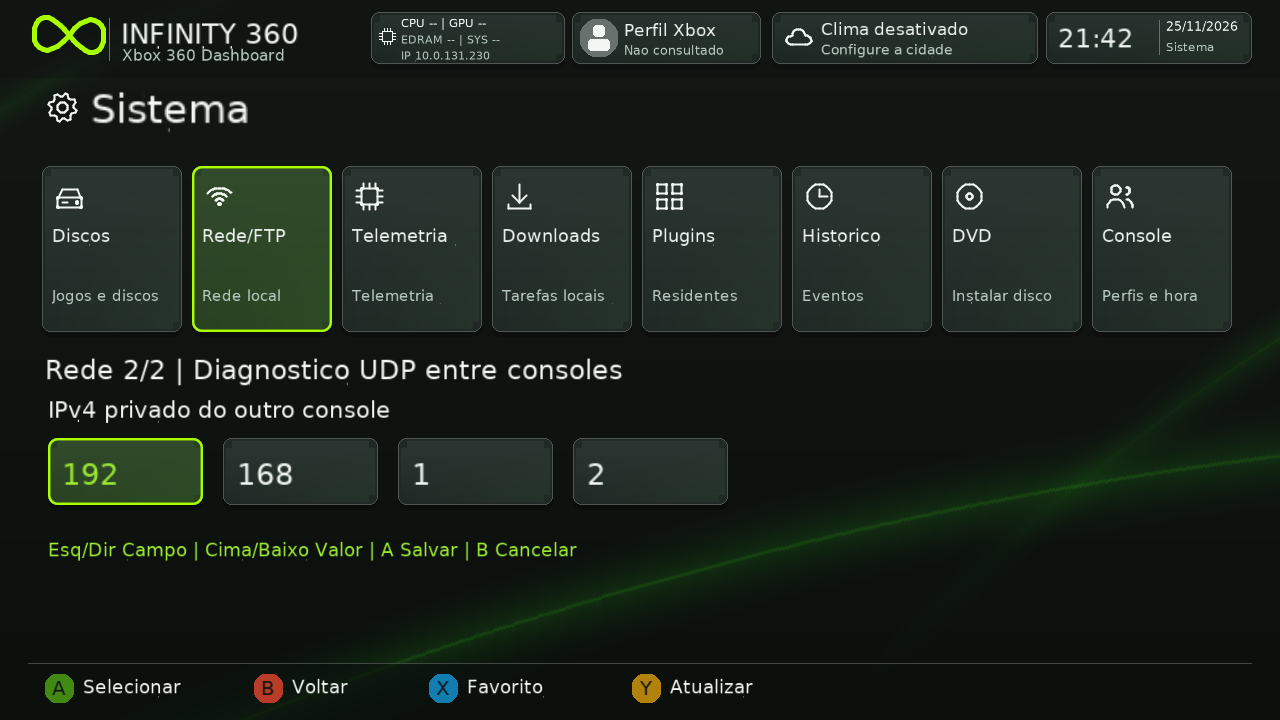 INFINITY 360
Xbox 360 Dashboard
CPU -- | GPU --
EDRAM -- | SYS --
IP 10.0.131.230
Perfil Xbox
Nao consultado
Clima desativado
Configure a cidade
21:42
25/11/2026
Sistema
Sistema
Discos
Jogos e discos
Rede/FTP
Rede local
Telemetria
Telemetria
Downloads
Tarefas locais
Plugins
Residentes
Historico
Eventos
DVD
Instalar disco
Console
Perfis e hora
Rede 2/2 | Diagnostico UDP entre consoles
IPv4 privado do outro console
192 168 1 2
Esq/Dir Campo | Cima/Baixo Valor | A Salvar | B Cancelar
A Selecionar B Voltar X Favorito Y Atualizar